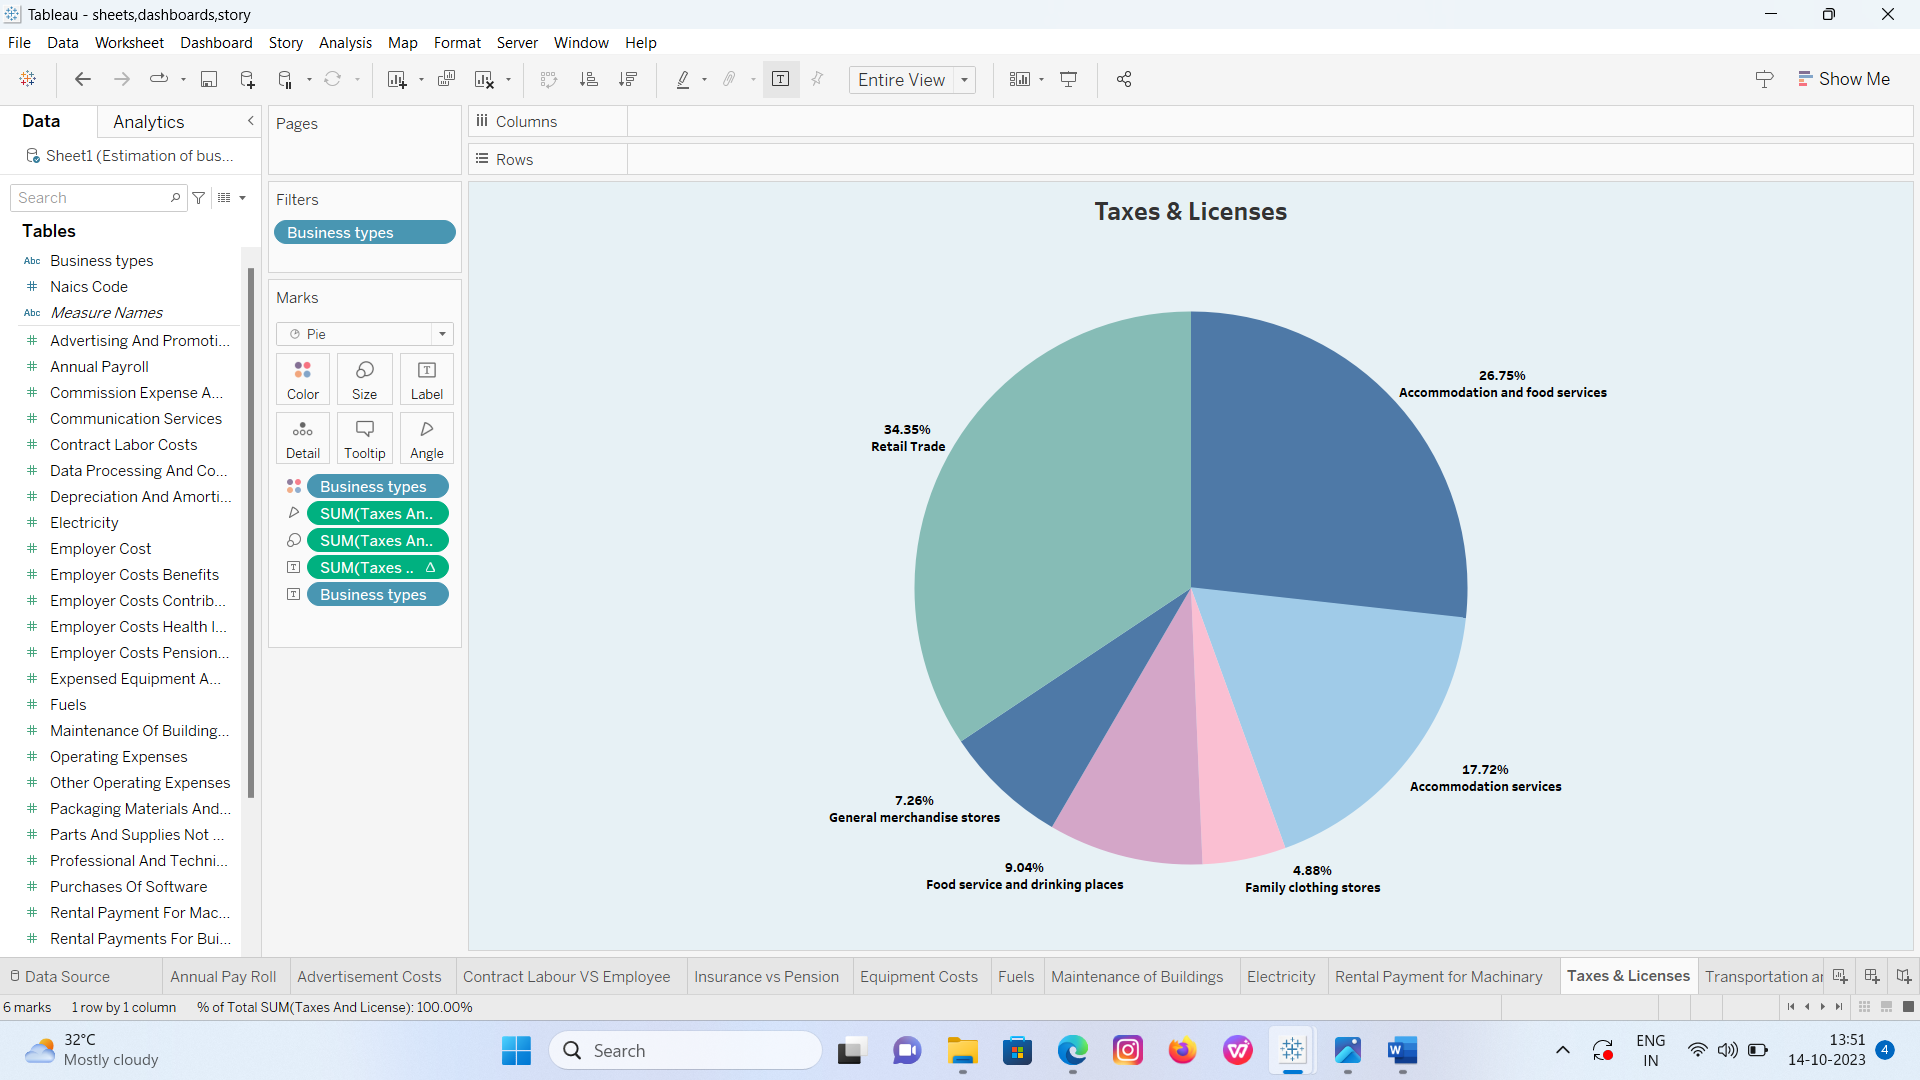 Tableau - sheets,dashboards,story
File Data Worksheet Dashboard Story Analysis Map Format Server Window Help
Entire View
Show Me
Data Analytics
Sheet1 (Estimation of bus...
Search
Tables
Abc Business types
# Naics Code
Abc Measure Names
# Advertising And Promoti...
# Annual Payroll
# Commission Expense A...
# Communication Services
# Contract Labor Costs
# Data Processing And Co...
# Depreciation And Amorti...
# Electricity
# Employer Cost
# Employer Costs Benefits
# Employer Costs Contrib...
# Employer Costs Health I...
# Employer Costs Pension...
# Expensed Equipment A...
# Fuels
# Maintenance Of Building...
# Operating Expenses
# Other Operating Expenses
# Packaging Materials And...
# Parts And Supplies Not ...
# Professional And Techni...
# Purchases Of Software
# Rental Payment For Mac...
# Rental Payments For Bui...
Pages
Filters
Business types
Marks
Pie
Color Size Label
Detail Tooltip Angle
Business types
SUM(Taxes An..
SUM(Taxes An..
SUM(Taxes .. Δ
Business types
Columns
Rows
Taxes & Licenses
26.75%
Accommodation and food services
34.35%
Retail Trade
17.72%
Accommodation services
7.26%
General merchandise stores
9.04%
Food service and drinking places
4.88%
Family clothing stores
Data Source Annual Pay Roll Advertisement Costs Contract Labour VS Employee Insurance vs Pension Equipment Costs Fuels Maintenance of Buildings Electricity Rental Payment for Machinary Taxes & Licenses Transportation ar
6 marks 1 row by 1 column % of Total SUM(Taxes And License): 100.00%
32°C
Mostly cloudy
Search
ENG
IN
13:51
14-10-2023
4